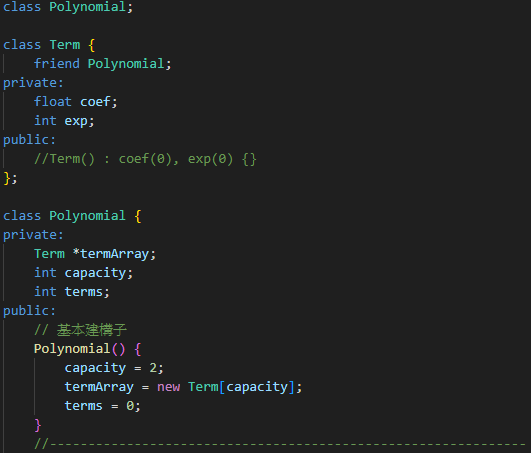 class Polynomial;
class Term {
friend Polynomial;
private:
float coef;
int exp;
public:
//Term() : coef(0), exp(0) {}
};
class Polynomial {
private:
Term *termArray;
int capacity;
int terms;
public:
// 基本建構子
Polynomial() {
capacity = 2;
termArray = new Term[capacity];
terms = 0;
}
//--------------------------------------------------------------